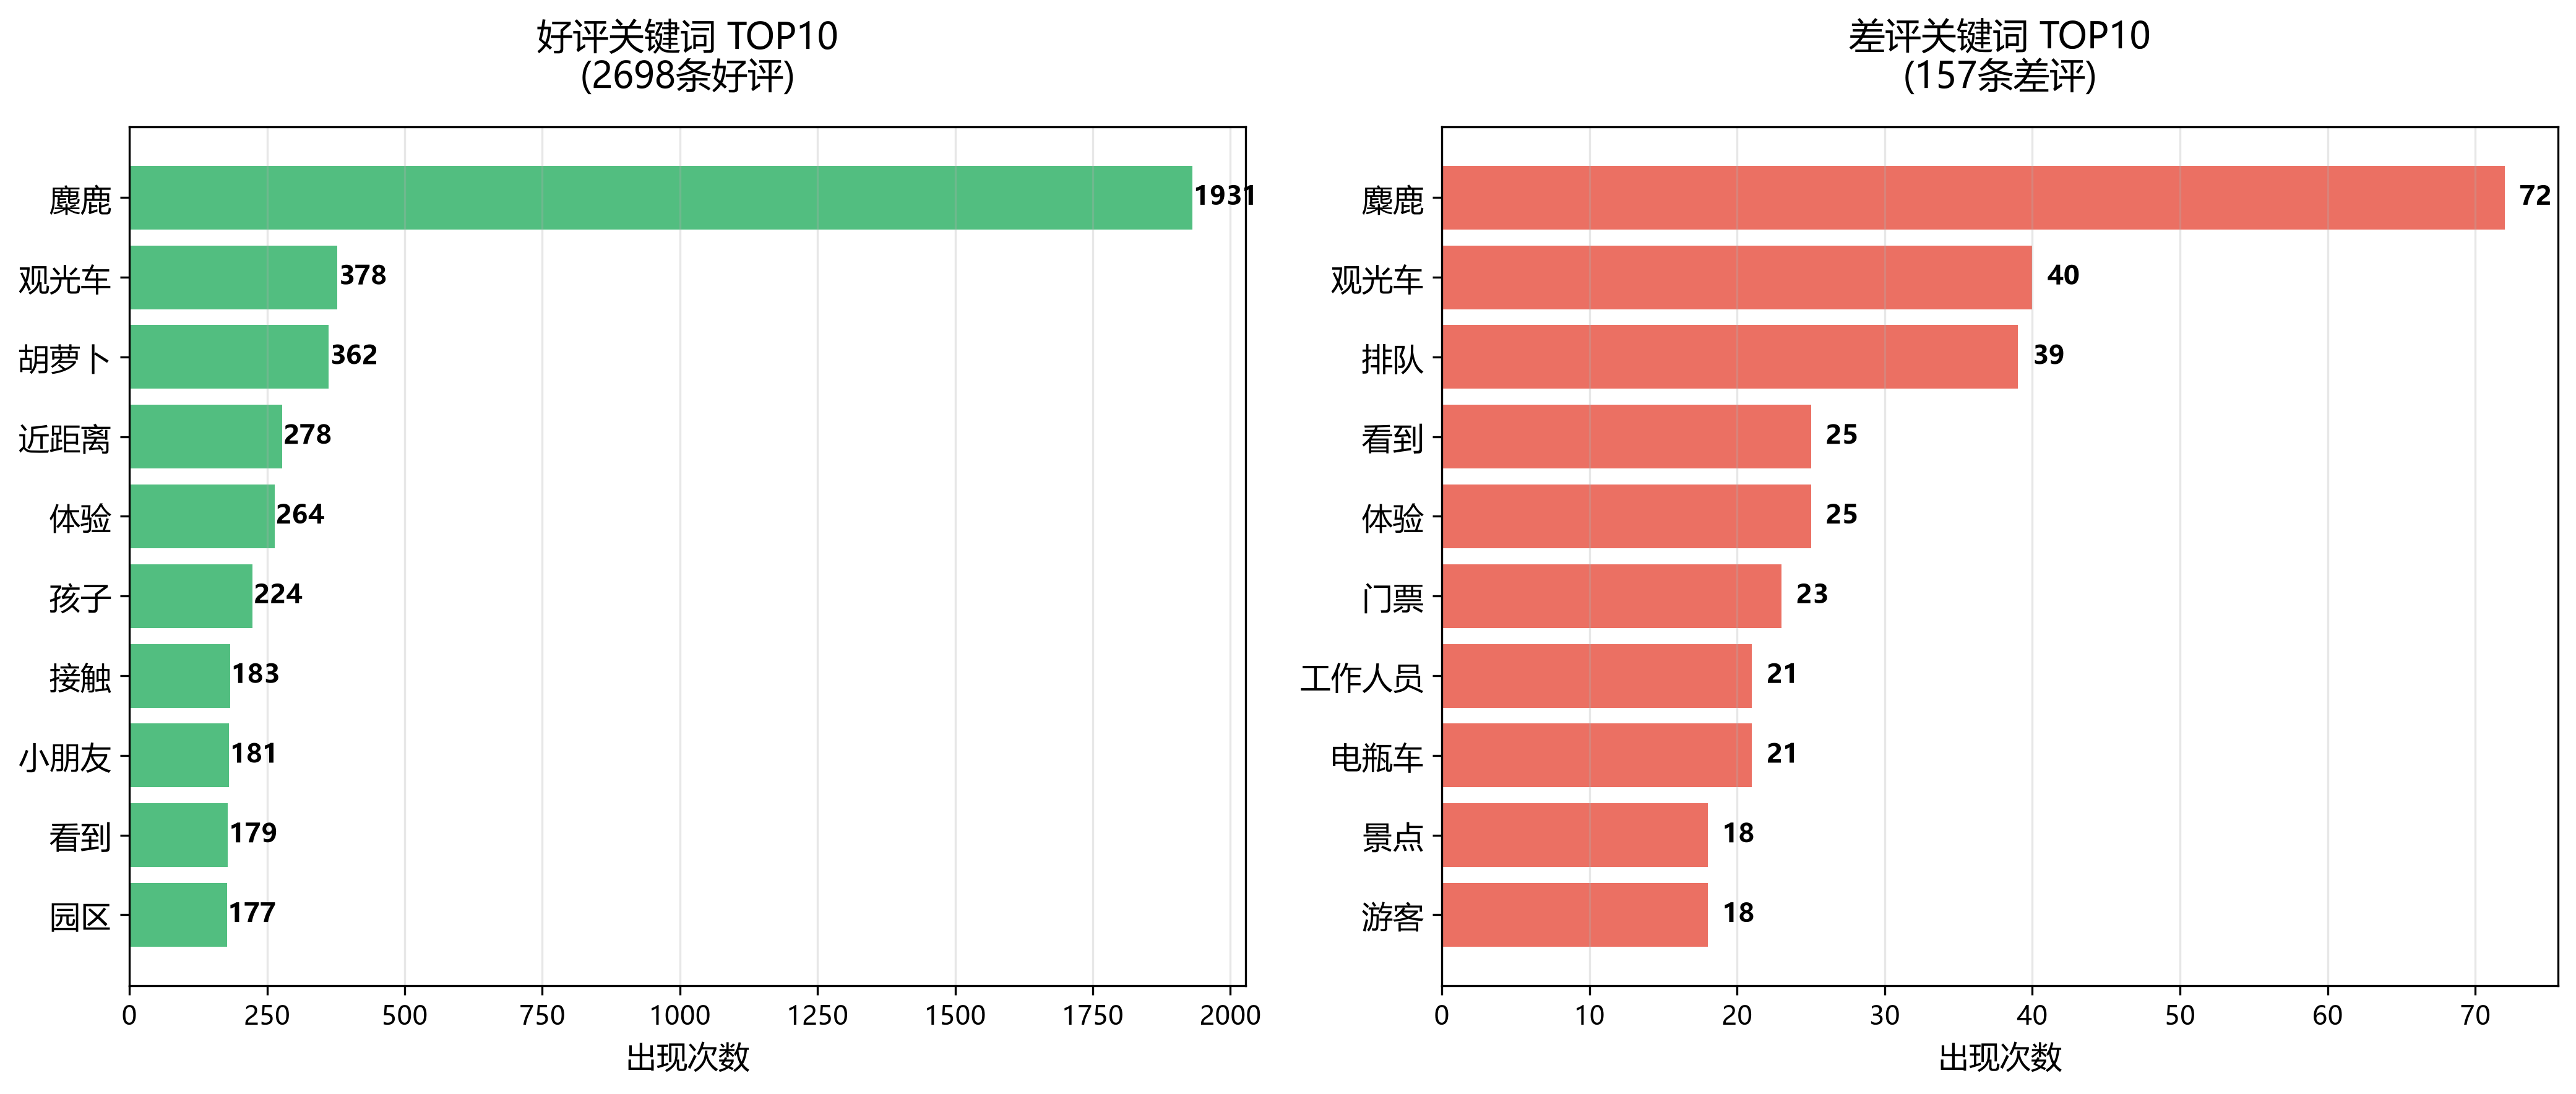 好评关键词 TOP10
(2698条好评)
麋鹿 1931
观光车 378
胡萝卜 362
近距离 278
体验 264
孩子 224
接触 183
小朋友 181
看到 179
园区 177
0 250 500 750 1000 1250 1500 1750 2000
出现次数
差评关键词 TOP10
(157条差评)
麋鹿 72
观光车 40
排队 39
看到 25
体验 25
门票 23
工作人员 21
电瓶车 21
景点 18
游客 18
0 10 20 30 40 50 60 70
出现次数